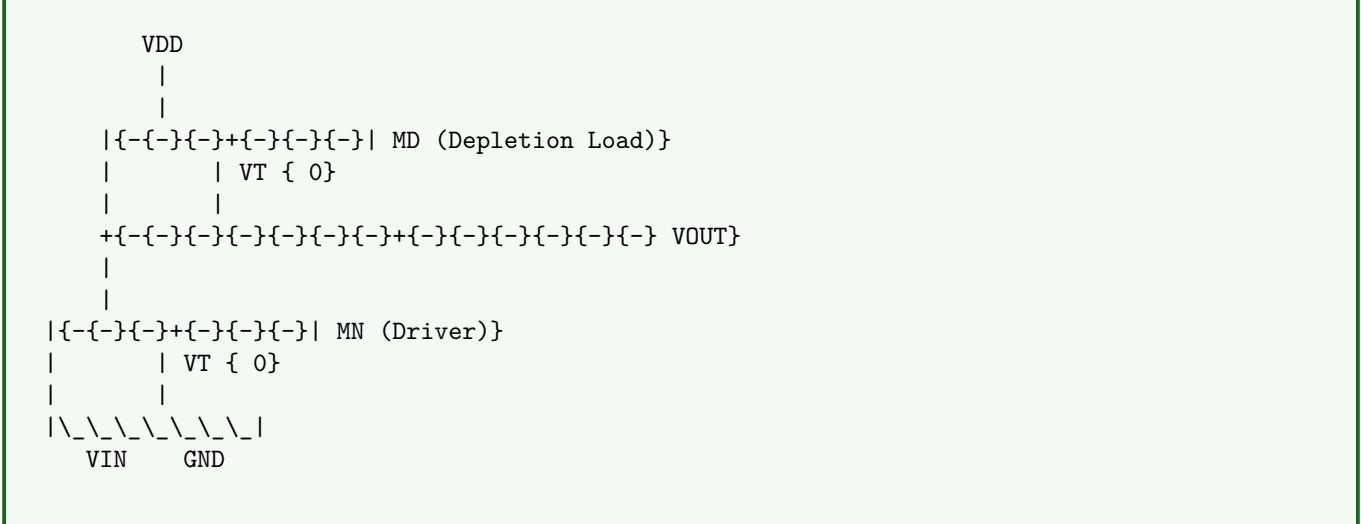 VDD
|
|
|{-{-}{-}+{-}{-}{-}| MD (Depletion Load)}
|       | VT { 0}
|       |
+{-{-}{-}{-}{-}{-}{-}+{-}{-}{-}{-}{-}{-} VOUT}
|
|
|{-{-}{-}+{-}{-}{-}| MN (Driver)}
|       | VT { 0}
|       |
|\_\_\_\_\_\_\_|
VIN    GND